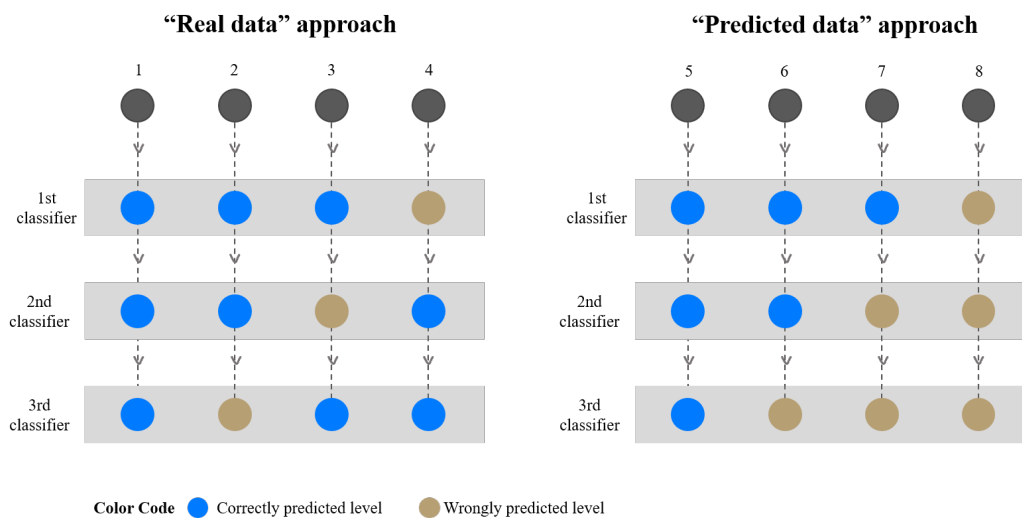 “Real data” approach
“Predicted data” approach
1 2 3 4
5 6 7 8
1st
classifier
1st
classifier
2nd
classifier
2nd
classifier
3rd
classifier
3rd
classifier
Color Code Correctly predicted level Wrongly predicted level